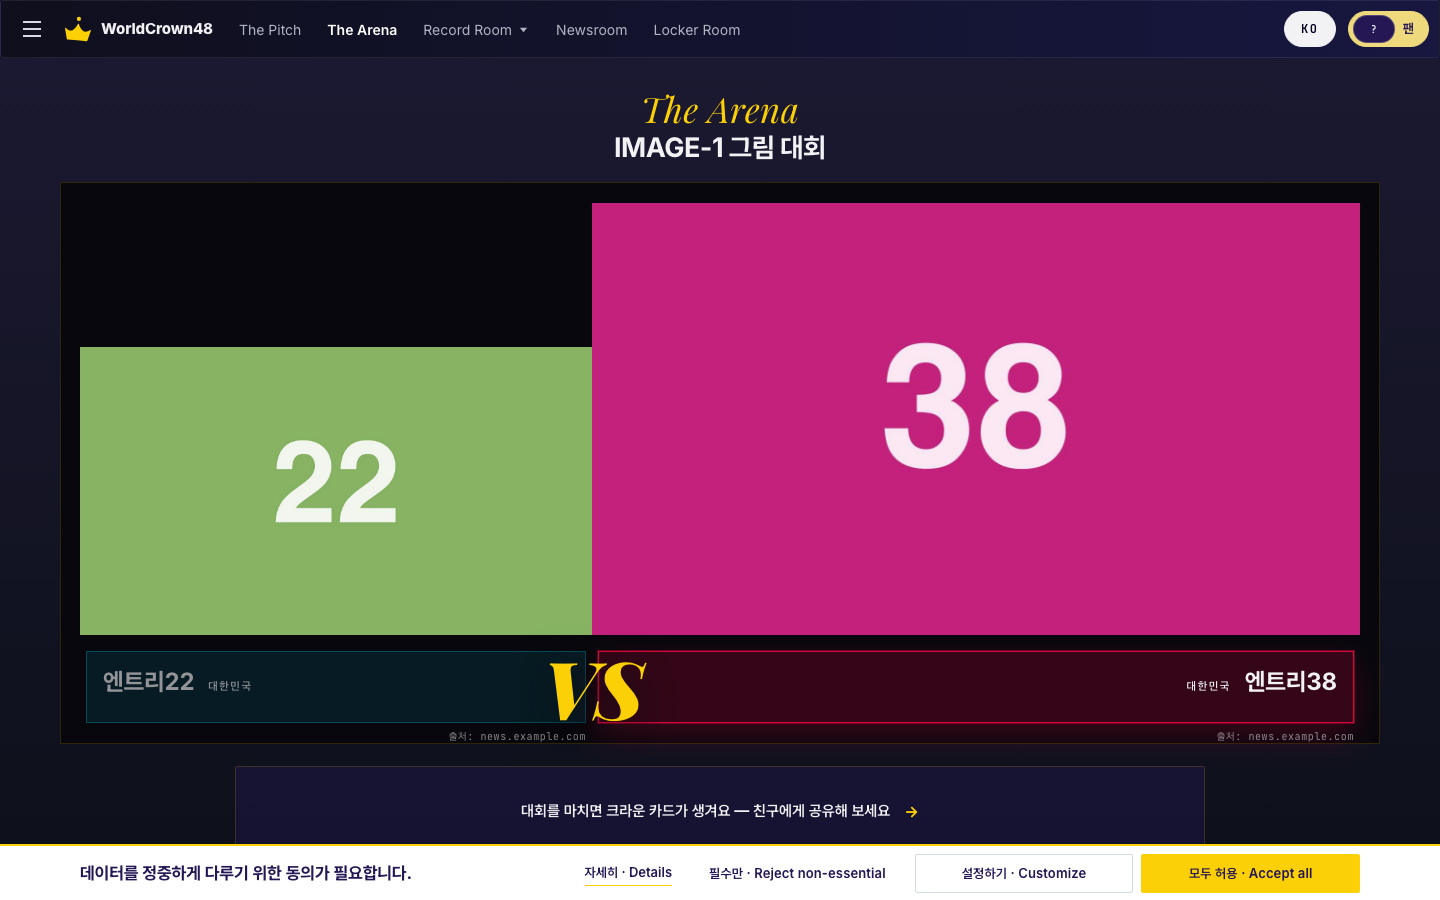 WorldCrown48 The Pitch The Arena Record Room Newsroom Locker Room KO ? 팬
The Arena
IMAGE-1 그림 대회
22
38
엔트리22 대한민국
VS
대한민국 엔트리38
출처: news.example.com
출처: news.example.com
대회를 마치면 크라운 카드가 생겨요 — 친구에게 공유해 보세요 →
데이터를 정중하게 다루기 위한 동의가 필요합니다. 자세히 · Details 필수만 · Reject non-essential 설정하기 · Customize 모두 허용 · Accept all